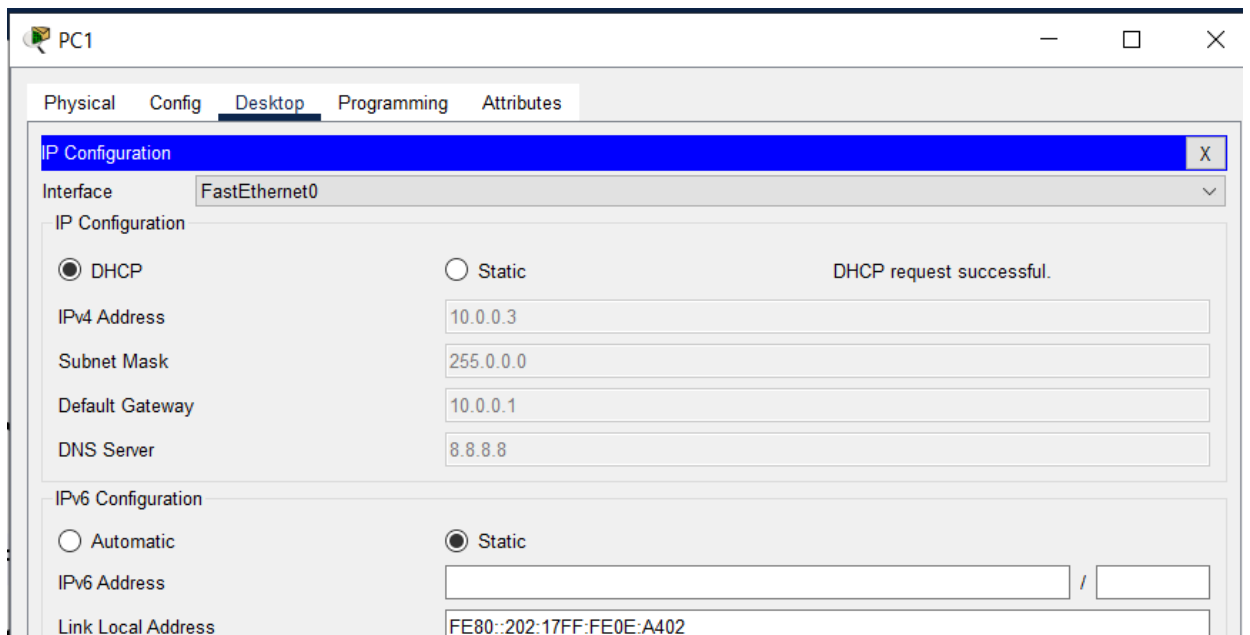 PC1
Physical Config Desktop Programming Attributes
IP Configuration X
Interface FastEthernet0
IP Configuration
DHCP Static DHCP request successful.
IPv4 Address 10.0.0.3
Subnet Mask 255.0.0.0
Default Gateway 10.0.0.1
DNS Server 8.8.8.8
IPv6 Configuration
Automatic Static
IPv6 Address /
Link Local Address FE80::202:17FF:FE0E:A402